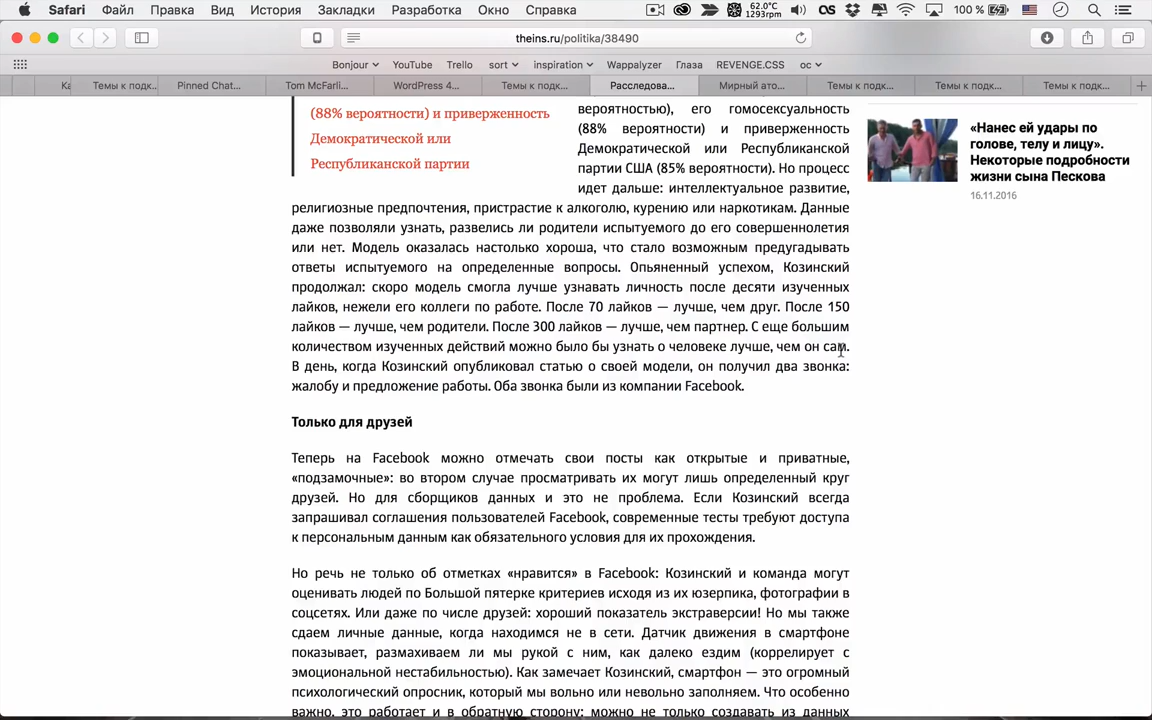 Safari Файл Правка Вид История Закладки Разработка Окно Справка 62.0°C 1293rpm 100 %
theins.ru/politika/38490
Bonjour YouTube Trello sort inspiration Wappalyzer Глаза REVENGE.CSS ос
Ка Темы к подк... Pinned Chat... Tom McFarli... WordPress 4... Темы к подк... Расследова... Мирный ато... Темы к подк... Темы к подк... Темы к подк...
(88% вероятности) и приверженность
Демократической или
Республиканской партии
вероятностью), его гомосексуальность
(88% вероятности) и приверженность
Демократической или Республиканской
партии США (85% вероятности). Но процесс
идет дальше: интеллектуальное развитие,
религиозные предпочтения, пристрастие к алкоголю, курению или наркотикам. Данные
даже позволяли узнать, развелись ли родители испытуемого до его совершеннолетия
или нет. Модель оказалась настолько хороша, что стало возможным предугадывать
ответы испытуемого на определенные вопросы. Опьяненный успехом, Козинский
продолжал: скоро модель смогла лучше узнавать личность после десяти изученных
лайков, нежели его коллеги по работе. После 70 лайков — лучше, чем друг. После 150
лайков — лучше, чем родители. После 300 лайков — лучше, чем партнер. С еще большим
количеством изученных действий можно было бы узнать о человеке лучше, чем он сам.
В день, когда Козинский опубликовал статью о своей модели, он получил два звонка:
жалобу и предложение работы. Оба звонка были из компании Facebook.
Только для друзей
Теперь на Facebook можно отмечать свои посты как открытые и приватные,
«подзамочные»: во втором случае просматривать их могут лишь определенный круг
друзей. Но для сборщиков данных и это не проблема. Если Козинский всегда
запрашивал соглашения пользователей Facebook, современные тесты требуют доступа
к персональным данным как обязательного условия для их прохождения.
Но речь не только об отметках «нравится» в Facebook: Козинский и команда могут
оценивать людей по Большой пятерке критериев исходя из их юзерпика, фотографии в
соцсетях. Или даже по числе друзей: хороший показатель экстраверсии! Но мы также
сдаем личные данные, когда находимся не в сети. Датчик движения в смартфоне
показывает, размахиваем ли мы рукой с ним, как далеко ездим (коррелирует с
эмоциональной нестабильностью). Как замечает Козинский, смартфон — это огромный
психологический опросник, который мы вольно или невольно заполняем. Что особенно
важно, это работает и в обратную сторону: можно не только создавать из данных
«Нанес ей удары по
голове, телу и лицу».
Некоторые подробности
жизни сына Пескова
16.11.2016